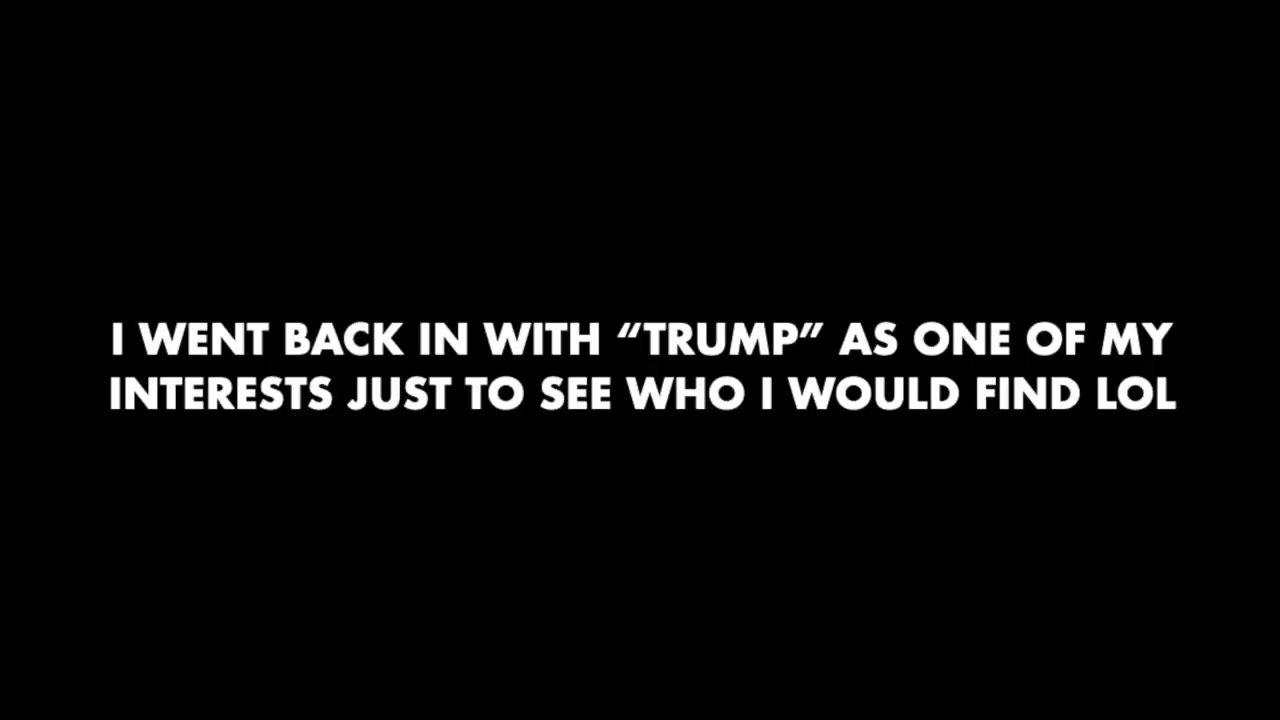 I WENT BACK IN WITH “TRUMP” AS ONE OF MY
INTERESTS JUST TO SEE WHO I WOULD FIND LOL